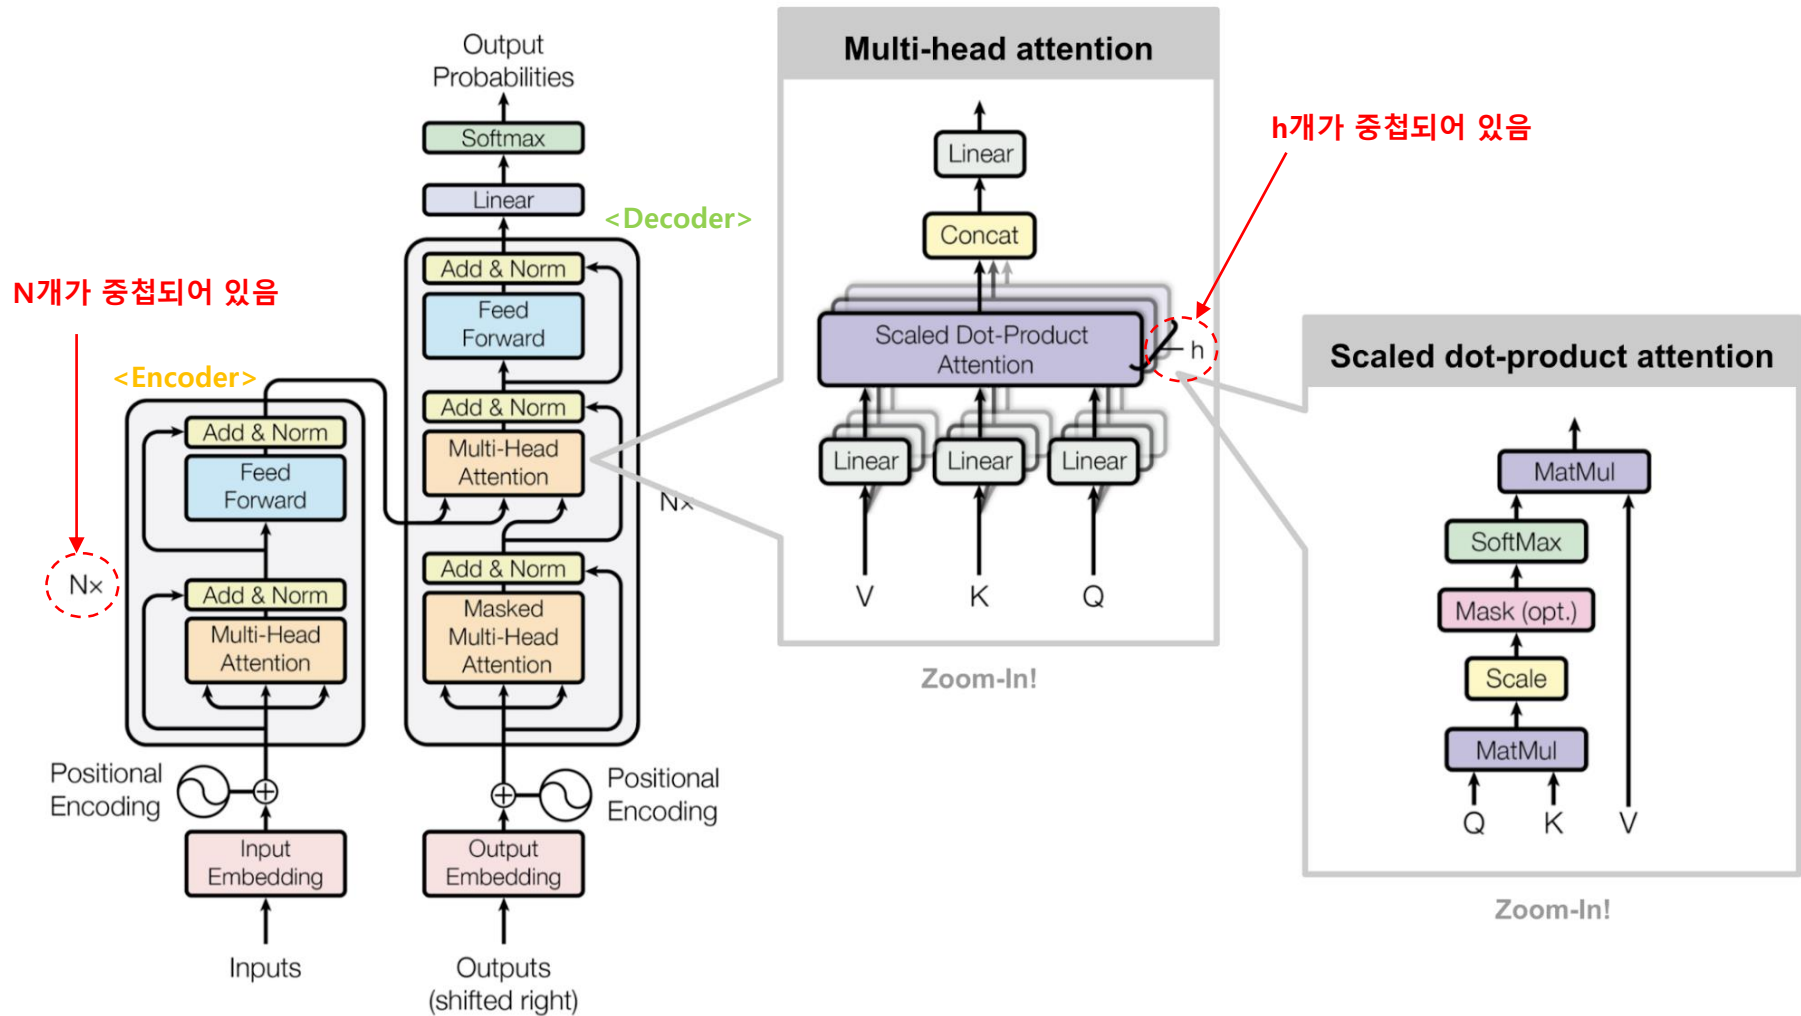 Output
Probabilities
Softmax
Linear
<Decoder>
Add & Norm
Feed
Forward
Add & Norm
Multi-Head
Attention
N×
Add & Norm
Masked
Multi-Head
Attention
Positional
Encoding
Output
Embedding
Outputs
(shifted right)
N개가 중첩되어 있음
<Encoder>
Add & Norm
Feed
Forward
N×
Add & Norm
Multi-Head
Attention
Positional
Encoding
Input
Embedding
Inputs
Multi-head attention
h개가 중첩되어 있음
Linear
Concat
Scaled Dot-Product
Attention
h
Linear
Linear
Linear
V
K
Q
Zoom-In!
Scaled dot-product attention
MatMul
SoftMax
Mask (opt.)
Scale
MatMul
Q
K
V
Zoom-In!